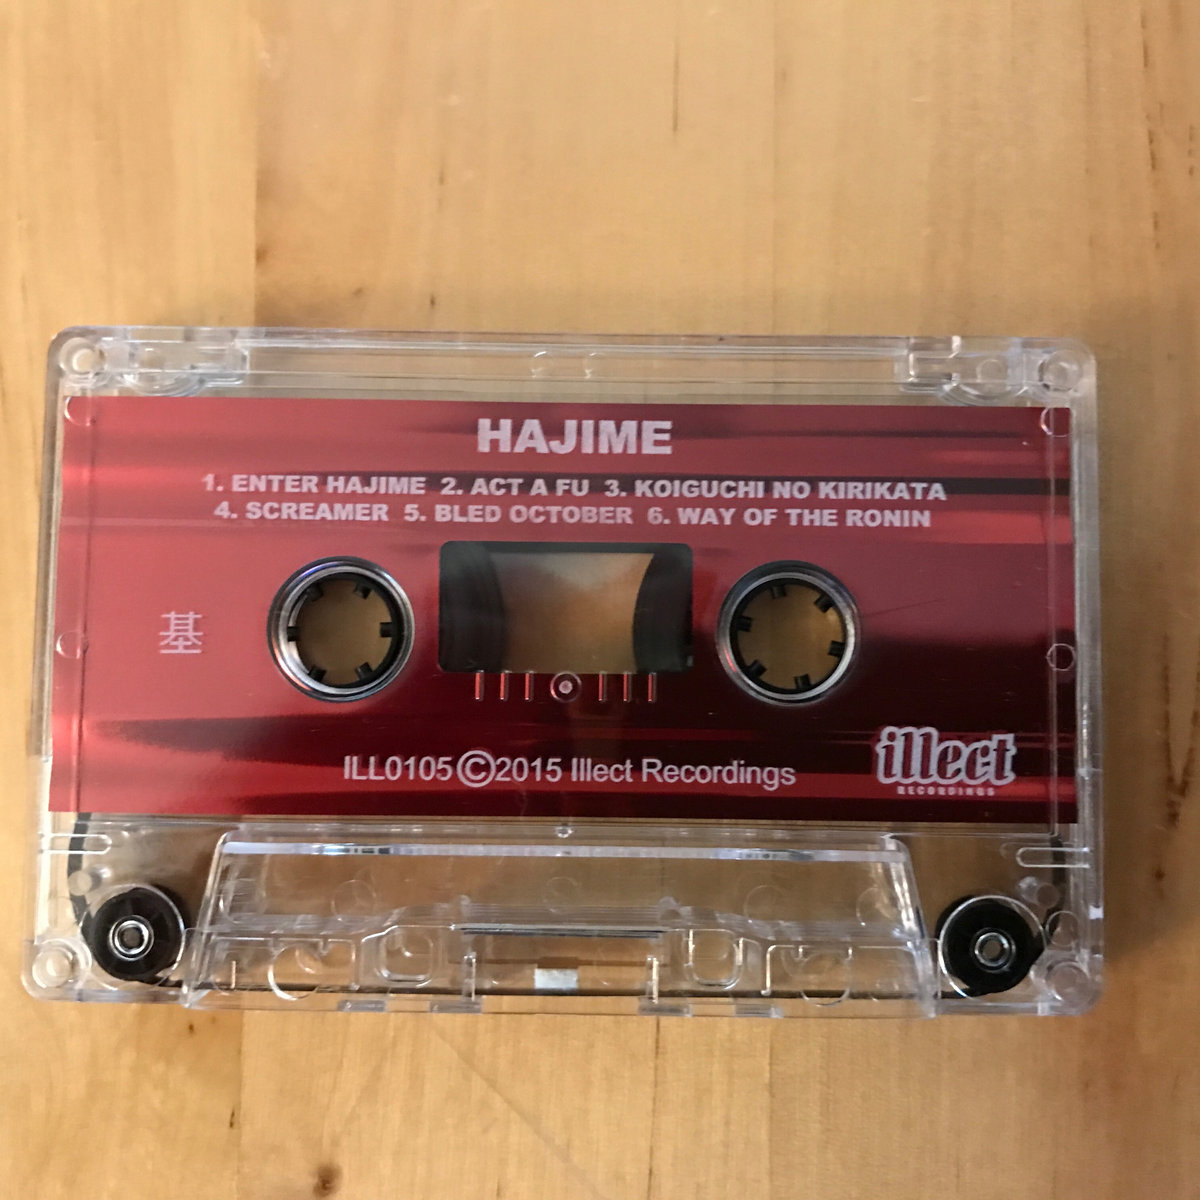 HAJIME
1. ENTER HAJIME 2. ACT A FU 3. KOIGUCHI NO KIRIKATA
4. SCREAMER 5. BLED OCTOBER 6. WAY OF THE RONIN
基
ILL0105 ©2015 Illect Recordings
illect
RECORDINGS